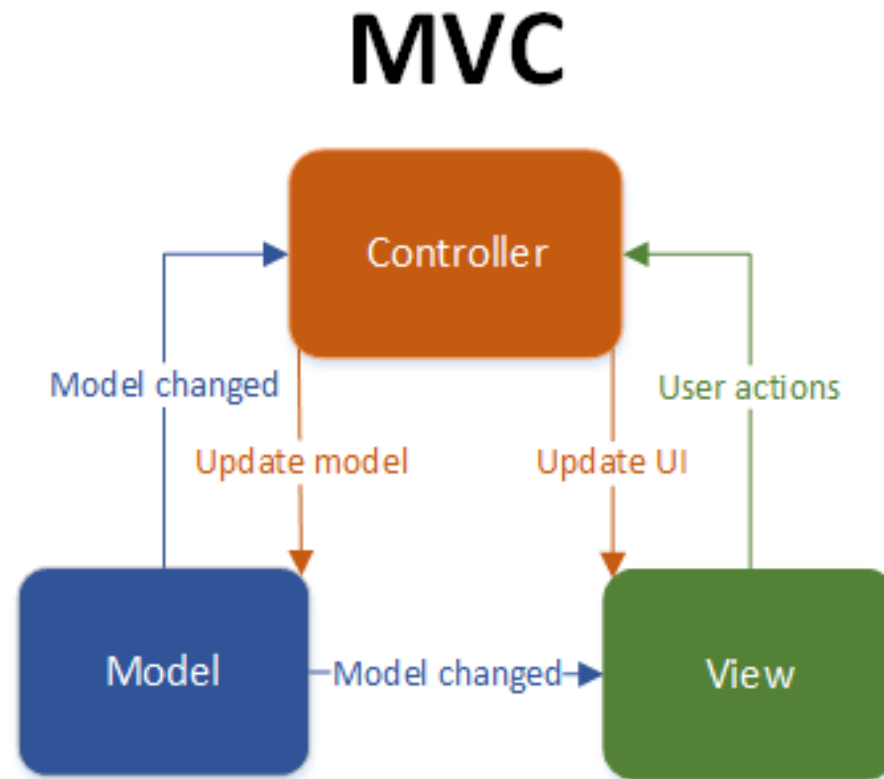 MVC
Controller
Model changed
User actions
Update model
Update UI
Model
Model changed
View